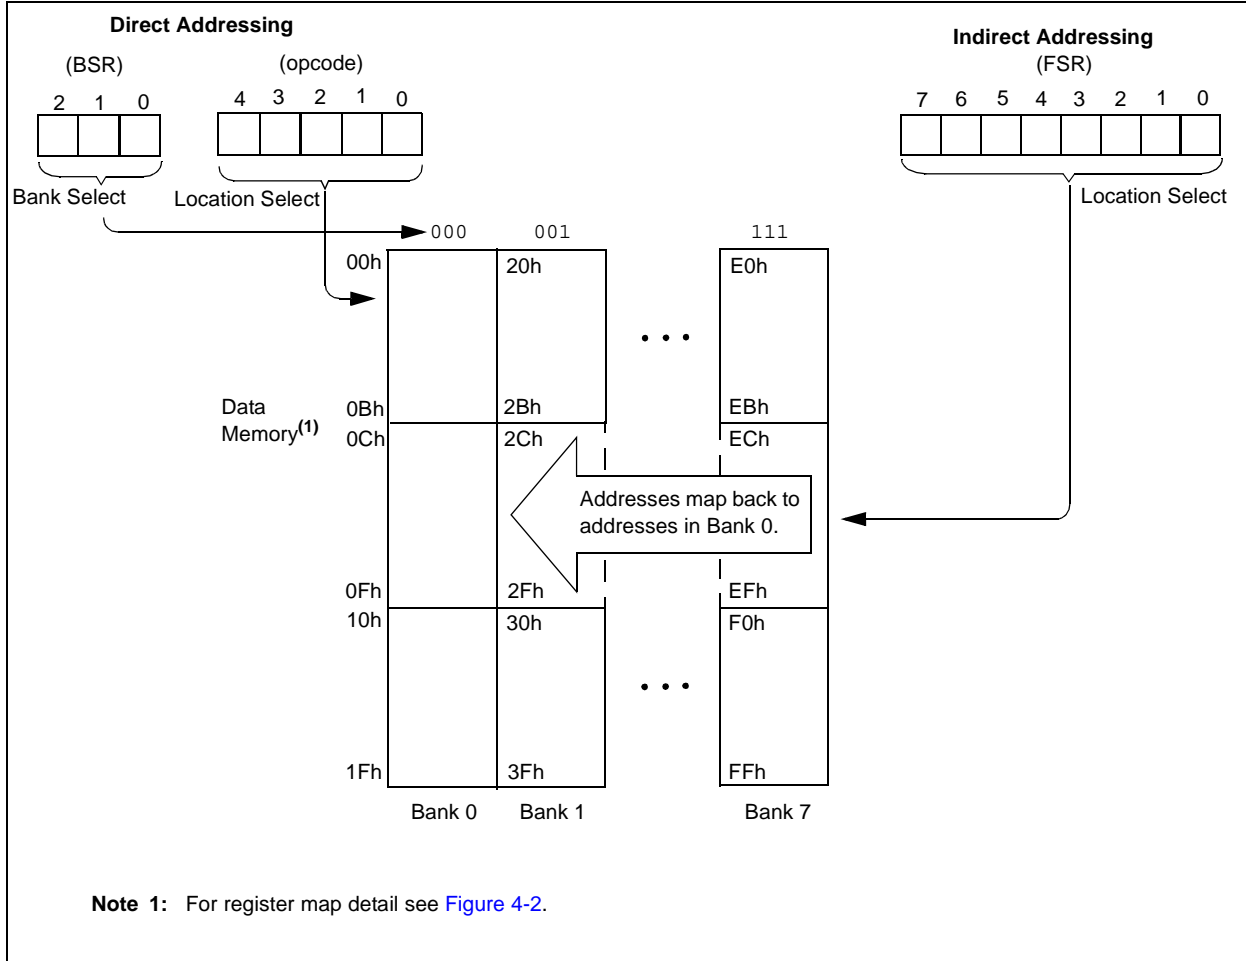 Direct Addressing
Indirect Addressing
(BSR) (opcode) (FSR)
2 1 0 4 3 2 1 0 7 6 5 4 3 2 1 0
Bank Select Location Select Location Select
000 001 111
00h 20h E0h
• • •
Data
Memory(1)
0Bh 2Bh EBh
0Ch 2Ch ECh
Addresses map back to
addresses in Bank 0.
0Fh 2Fh EFh
10h 30h F0h
• • •
1Fh 3Fh FFh
Bank 0 Bank 1 Bank 7
Note 1: For register map detail see Figure 4-2.